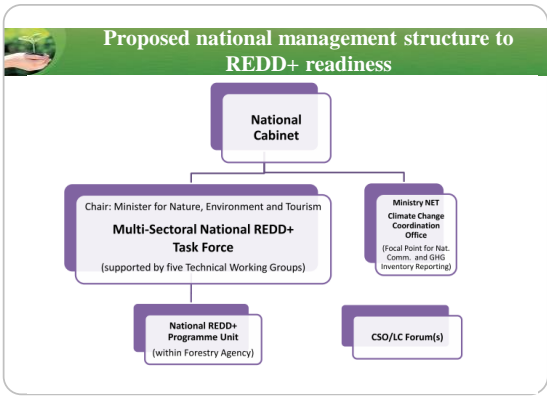 Proposed national management structure to
REDD+ readiness
National
Cabinet
Chair: Minister for Nature, Environment and Tourism
Multi-Sectoral National REDD+
Task Force
(supported by five Technical Working Groups)
Ministry NET
Climate Change
Coordination
Office
(Focal Point for Nat.
Comm. and GHG
Inventory Reporting)
National REDD+
Programme Unit
(within Forestry Agency)
CSO/LC Forum(s)